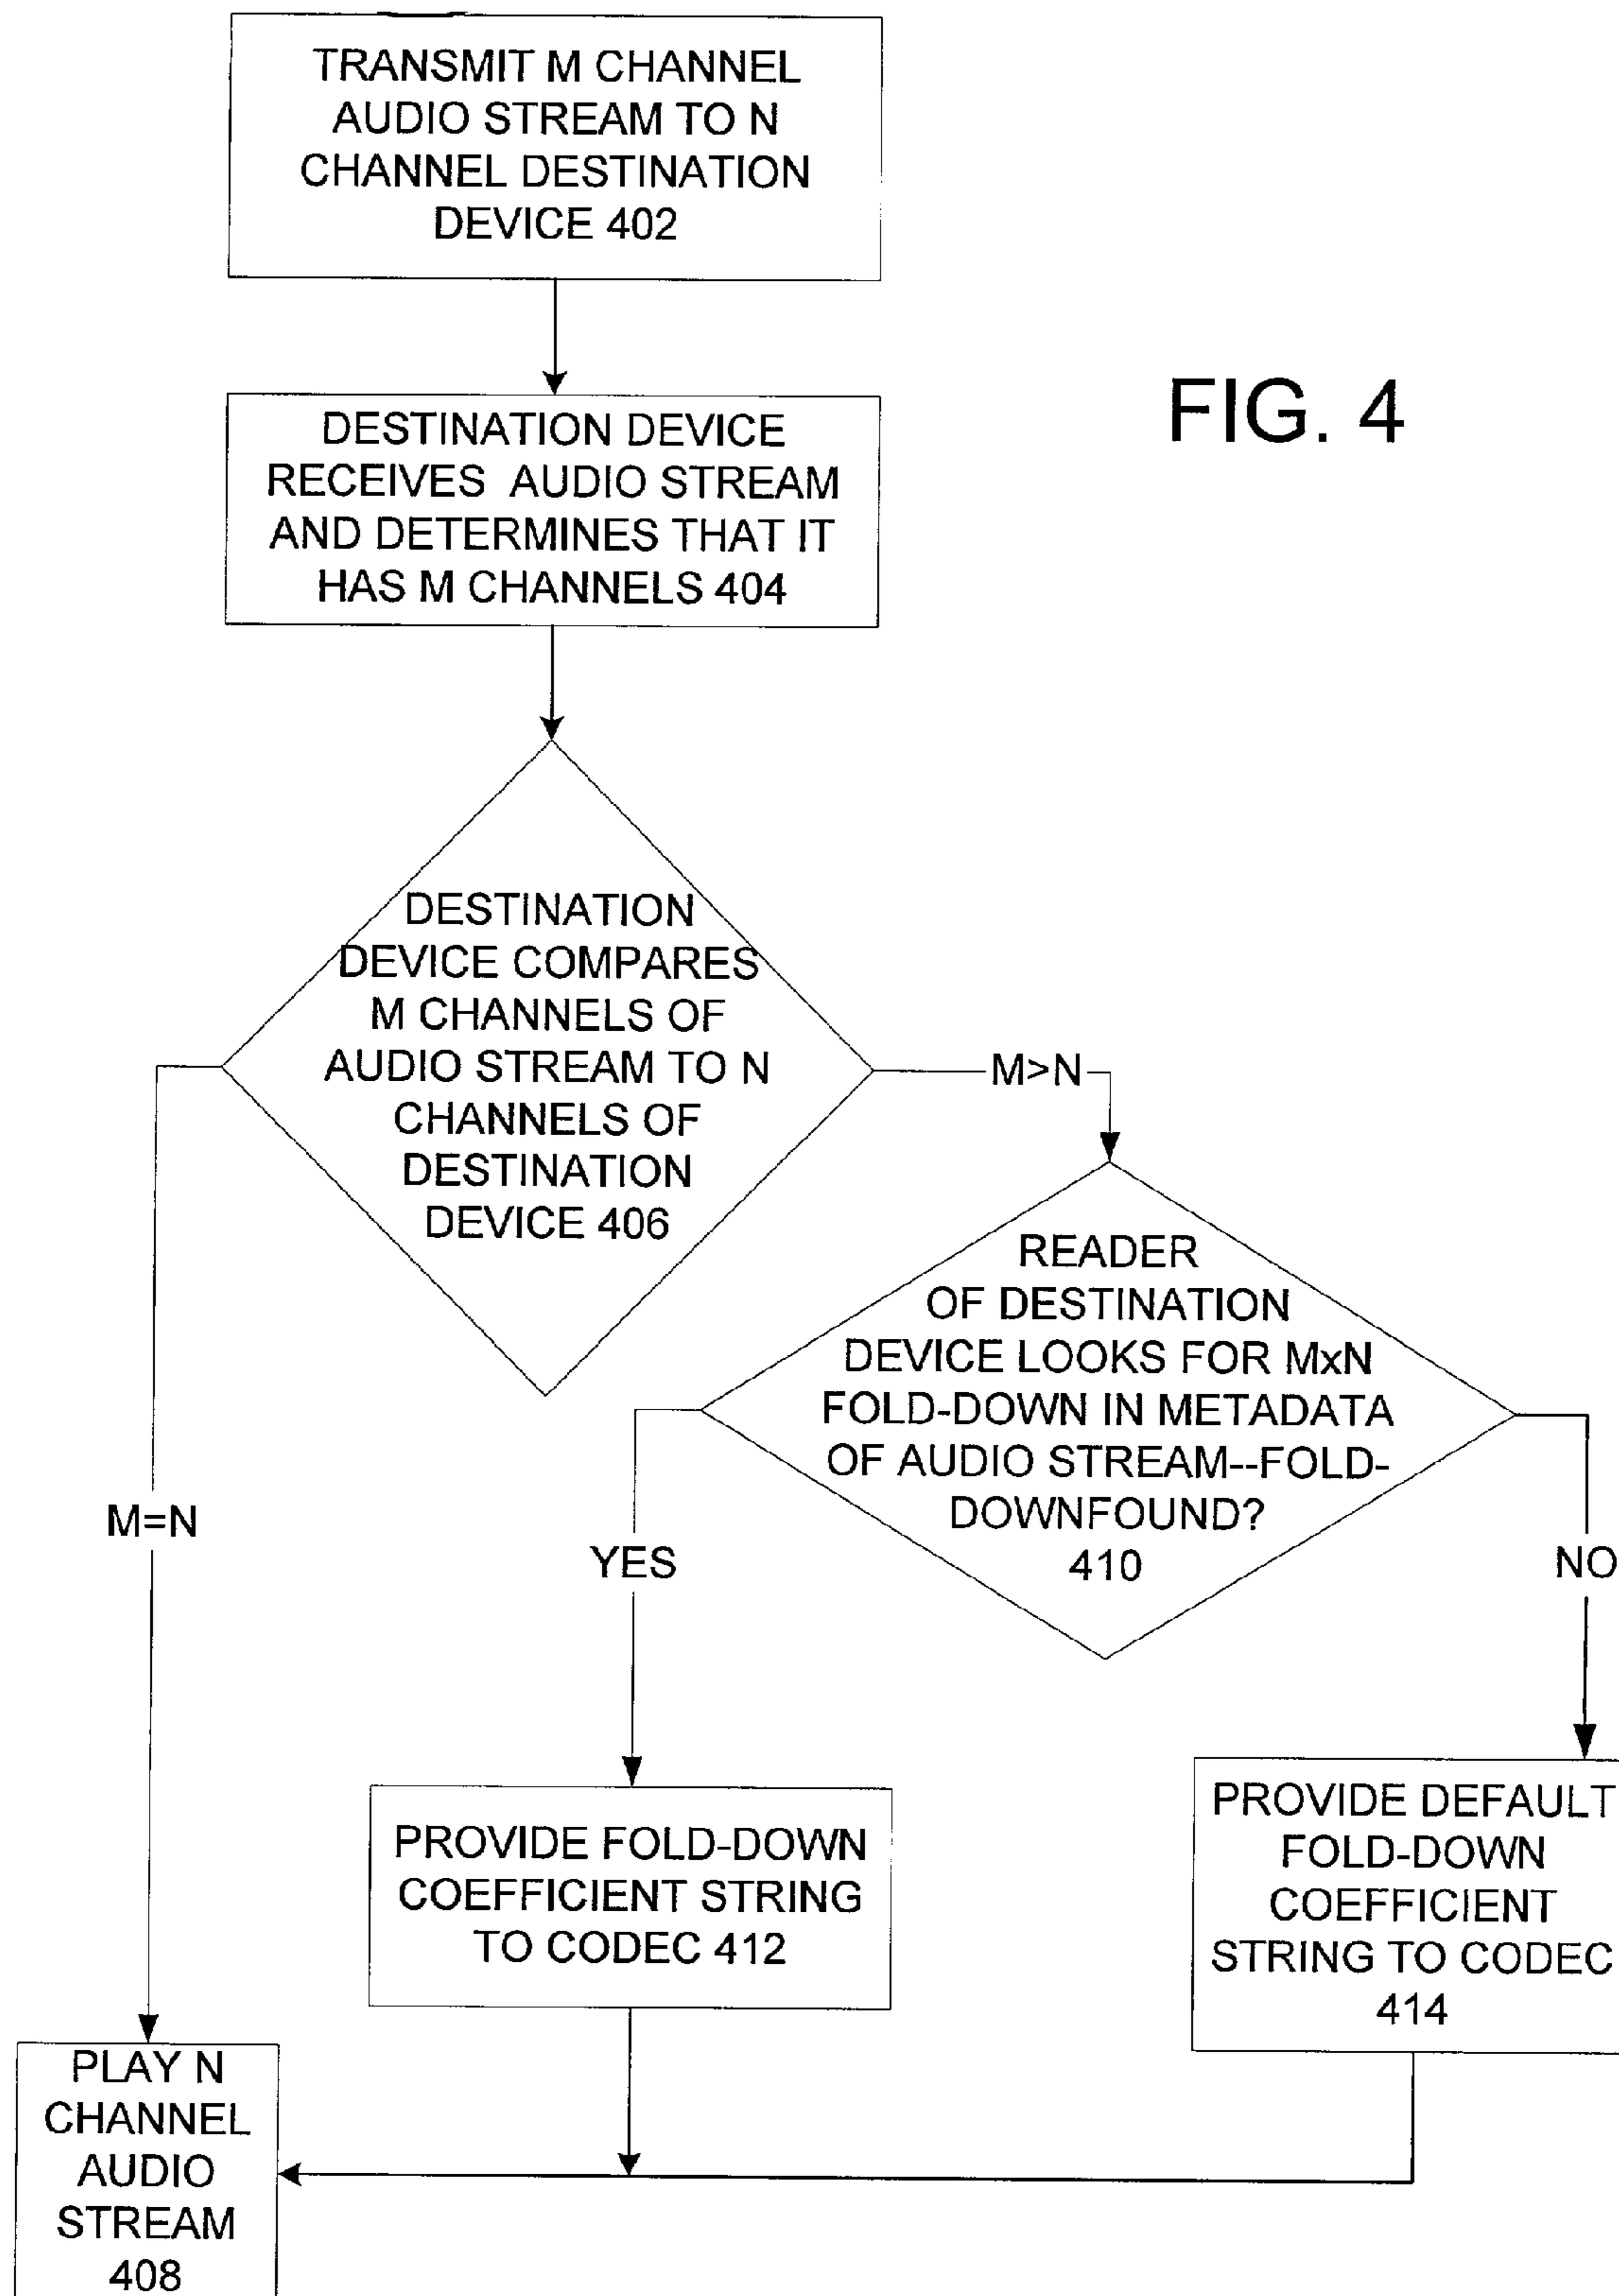 TRANSMIT M CHANNEL
AUDIO STREAM TO N
CHANNEL DESTINATION
DEVICE 402
FIG. 4
DESTINATION DEVICE
RECEIVES AUDIO STREAM
AND DETERMINES THAT IT
HAS M CHANNELS 404
DESTINATION
DEVICE COMPARES
M CHANNELS OF
AUDIO STREAM TO N
CHANNELS OF
DESTINATION
DEVICE 406
M>N
M=N
READER
OF DESTINATION
DEVICE LOOKS FOR MxN
FOLD-DOWN IN METADATA
OF AUDIO STREAM--FOLD-
DOWNFOUND?
410
YES
NO
PROVIDE FOLD-DOWN
COEFFICIENT STRING
TO CODEC 412
PROVIDE DEFAULT
FOLD-DOWN
COEFFICIENT
STRING TO CODEC
414
PLAY N
CHANNEL
AUDIO
STREAM
408